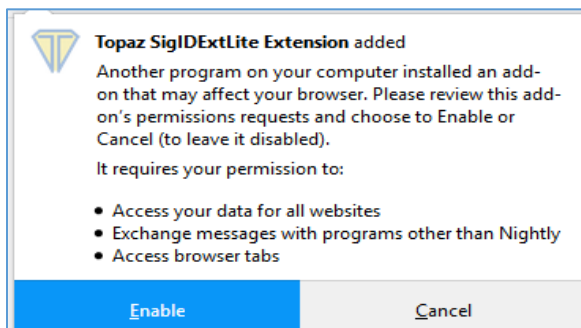 Topaz SigIDExtLite Extension added
Another program on your computer installed an add-
on that may affect your browser. Please review this add-
on's permissions requests and choose to Enable or
Cancel (to leave it disabled).
It requires your permission to:
• Access your data for all websites
• Exchange messages with programs other than Nightly
• Access browser tabs
Enable
Cancel